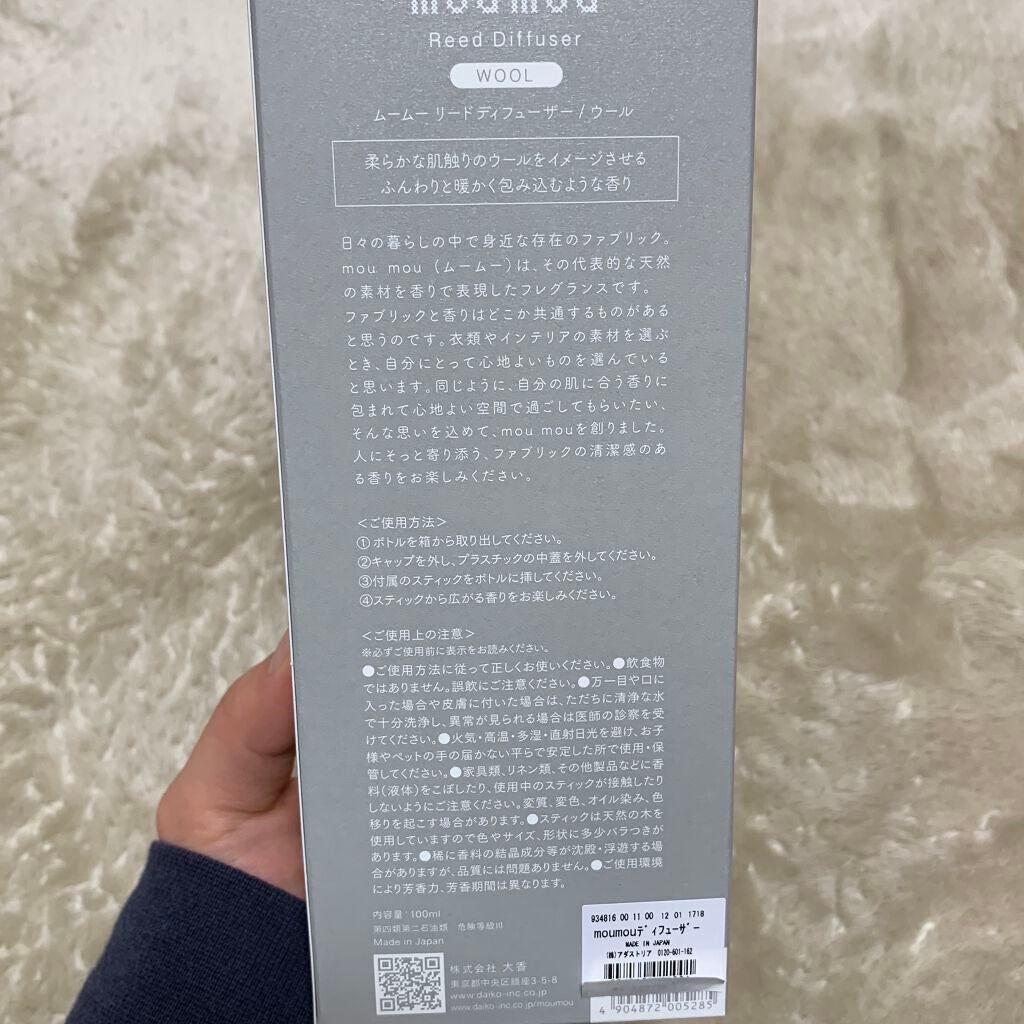 moumou
Reed Diffuser
WOOL
ムームー リードディフューザー / ウール
柔らかな肌触りのウールをイメージさせる
ふんわりと暖かく包み込むような香り
日々の暮らしの中で身近な存在のファブリック。
mou mou (ムームー)は、その代表的な天然
の素材を香りで表現したフレグランスです。
ファブリックと香りはどこか共通するものがある
と思うのです。衣類やインテリアの素材を選ぶ
とき、自分にとって心地よいものを選んでいる
と思います。同じように、自分の肌に合う香りに
包まれて心地よい空間で過ごしてもらいたい、
そんな思いを込めて、mou mouを創りました。
人にそっと寄り添う、ファブリックの清潔感のあ
る香りをお楽しみください。
<ご使用方法>
①ボトルを箱から取り出してください。
②キャップを外し、プラスチックの中蓋を外してください。
③付属のスティックをボトルに挿してください。
④スティックから広がる香りをお楽しみください。
<ご使用上の注意>
※必ずご使用前に表示をお読みください。
●ご使用方法に従って正しくお使いください。●飲食物
ではありません。誤飲にご注意ください。●万一目や口に
入った場合や皮膚に付いた場合は、ただちに清浄な水
で十分洗浄し、異常が見られる場合は医師の診察を受
けてください。●火気・高温・多湿・直射日光を避け、お子
様やペットの手の届かない平らで安定した所で使用・保
管してください。●家具類、リネン類、その他製品などに香
料(液体)をこぼしたり、使用中のスティックが接触したり
しないようにご注意ください。変質、変色、オイル染み、色
移りを起こす場合があります。●スティックは天然の木を
使用していますので色やサイズ、形状に多少バラつきが
あります。●稀に香料の結晶成分等が沈殿・浮遊する場
合がありますが、品質には問題ありません。●ご使用環境
により芳香力、芳香期間は異なります。
内容量：100ml
第四類第二石油類 危険等級III
Made in Japan
株式会社 大香
東京都中央区銀座3-5-8
www.daiko-inc.co.jp
www.daiko-inc.co.jp/moumou
934816 00 11 00 12 01 1718
moumouディフューザー
MADE IN JAPAN
(株)アダストリア 0120-601-162
4 904872 005285